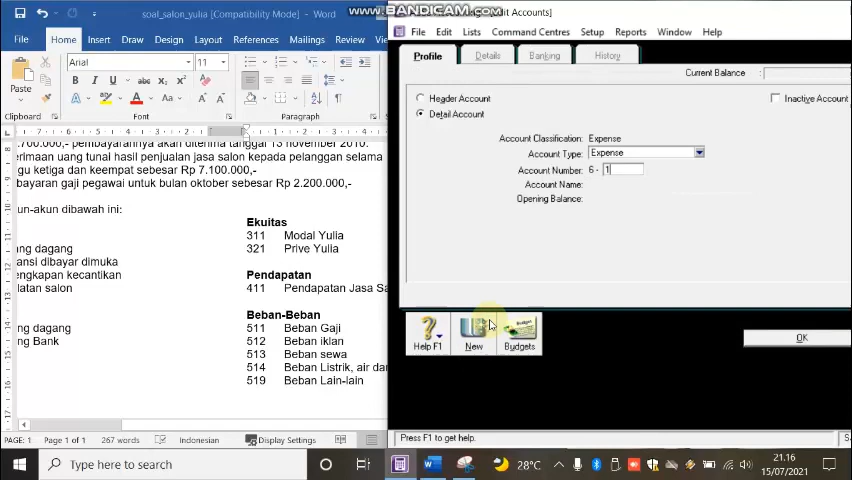 soal_salon_yulia [Compatibility Mode] - Word
www.BANDICAM.com
Edit Accounts]
File Home Insert Draw Design Layout References Mailings Review
File Edit Lists Command Centres Setup Reports Window Help
Arial 11
Paste
Clipboard Font Paragraph
Profile Details Banking History
Current Balance:
Header Account
Inactive Account
Detail Account
Account Classification: Expense
Account Type: Expense
Account Number: 6 - 1
Account Name:
Opening Balance:
.700.000,- pembayarannya akan diterima tanggal 13 november 2010.
erimaan uang tunai hasil penjualan jasa salon kepada pelanggan selama
gu ketiga dan keempat sebesar Rp 7.100.000,-
bayaran gaji pegawai untuk bulan oktober sebesar Rp 2.200.000,-
un-akun dibawah ini:
Ekuitas
311 Modal Yulia
ng dagang 321 Prive Yulia
ansi dibayar dimuka
engkapan kecantikan Pendapatan
latan salon 411 Pendapatan Jasa Sa
Beban-Beban
ng dagang 511 Beban Gaji
ng Bank 512 Beban iklan
513 Beban sewa
514 Beban Listrik, air da
519 Beban Lain-lain
Help F1 New Budgets
OK
PAGE: 1 Page 1 of 1 267 words Indonesian Display Settings
Press F1 to get help.
Type here to search
28°C
21.16
15/07/2021